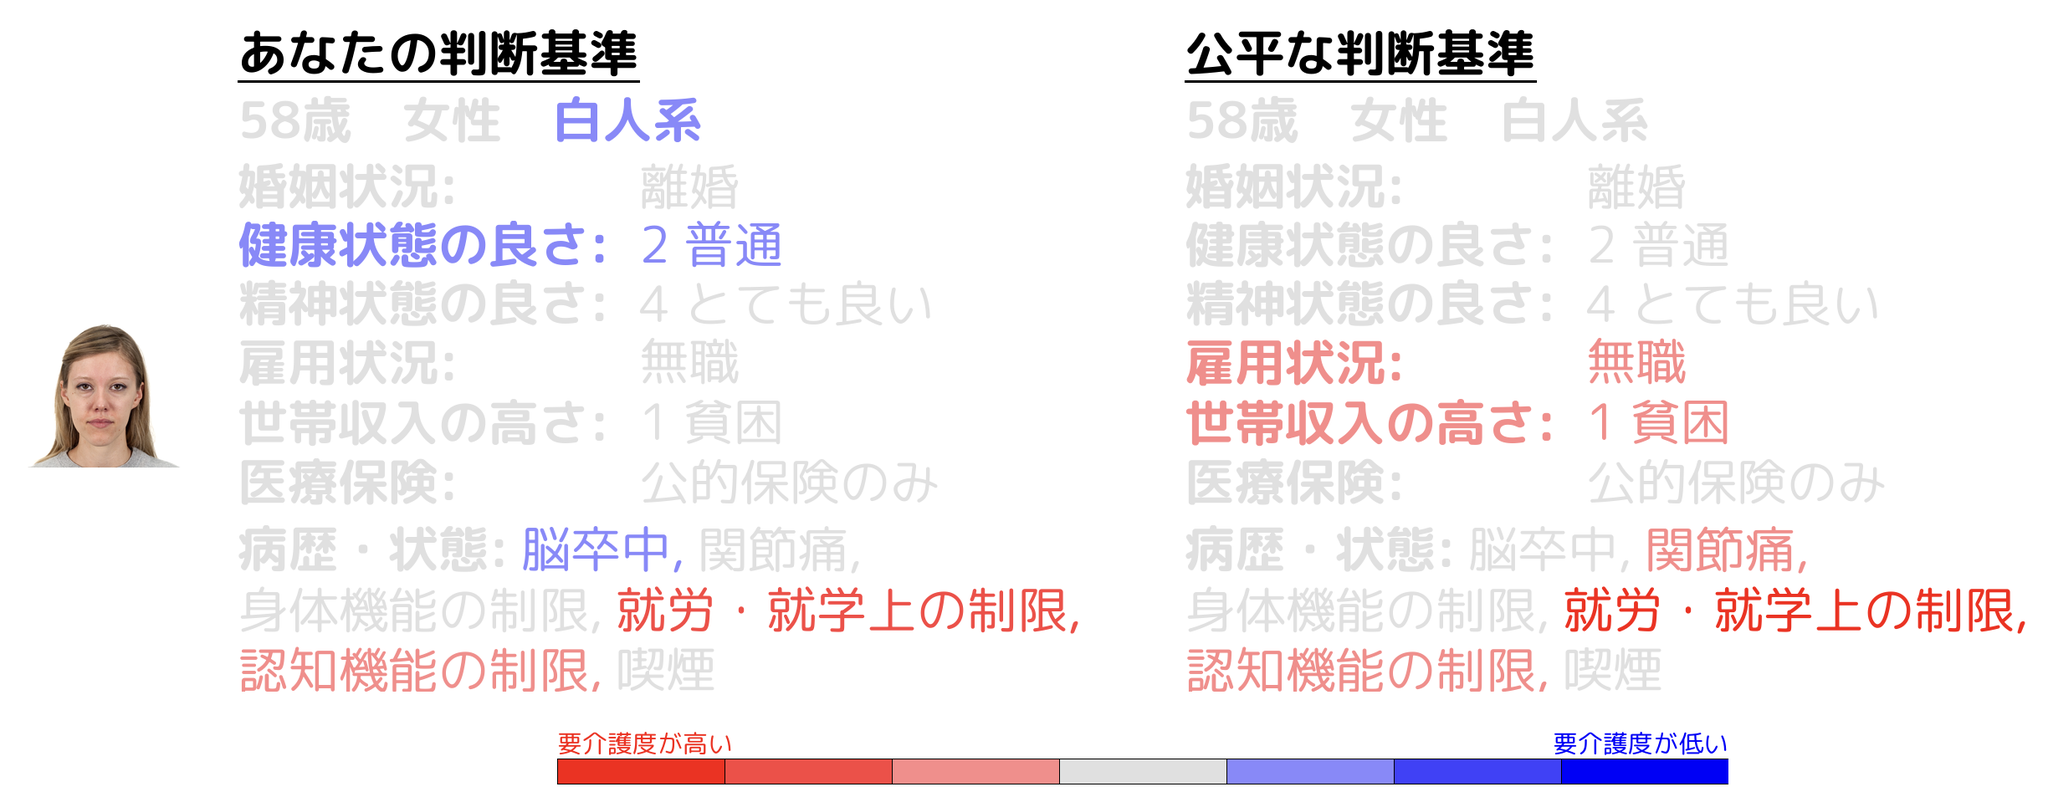 あなたの判断基準
58歳 女性 白人系
婚姻状況: 離婚
健康状態の良さ: 2 普通
精神状態の良さ: 4 とても良い
雇用状況: 無職
世帯収入の高さ: 1 貧困
医療保険: 公的保険のみ
病歴・状態: 脳卒中, 関節痛,
身体機能の制限, 就労・就学上の制限,
認知機能の制限, 喫煙
公平な判断基準
58歳 女性 白人系
婚姻状況: 離婚
健康状態の良さ: 2 普通
精神状態の良さ: 4 とても良い
雇用状況: 無職
世帯収入の高さ: 1 貧困
医療保険: 公的保険のみ
病歴・状態: 脳卒中, 関節痛,
身体機能の制限, 就労・就学上の制限,
認知機能の制限, 喫煙
要介護度が高い
要介護度が低い